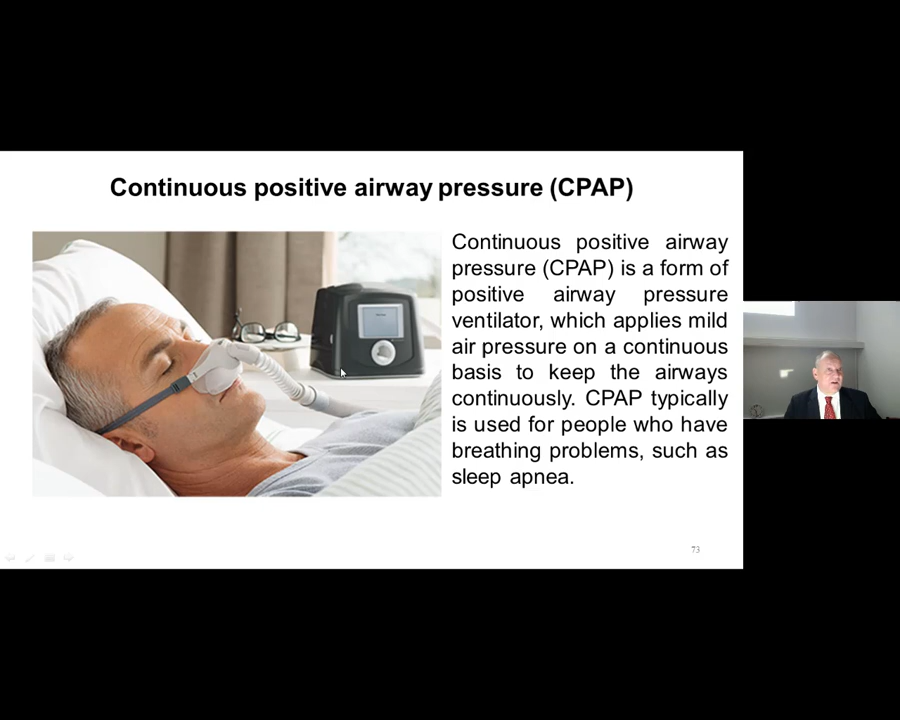 Continuous positive airway pressure (CPAP)
Continuous positive airway
pressure (CPAP) is a form of
positive airway pressure
ventilator, which applies mild
air pressure on a continuous
basis to keep the airways
continuously. CPAP typically
is used for people who have
breathing problems, such as
sleep apnea.
73